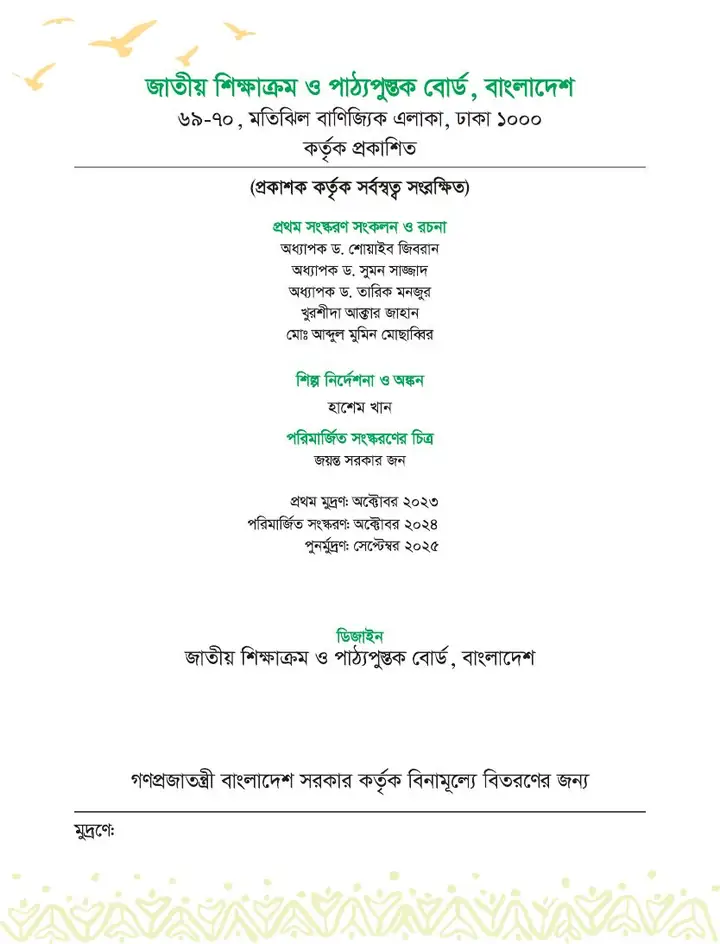 জাতীয় শিক্ষাক্রম ও পাঠ্যপুস্তক বোর্ড, বাংলাদেশ
৬৯-৭০, মতিঝিল বাণিজ্যিক এলাকা, ঢাকা ১০০০
কর্তৃক প্রকাশিত
(প্রকাশক কর্তৃক সর্বস্বত্ব সংরক্ষিত)
প্রথম সংস্করণ সংকলন ও রচনা
অধ্যাপক ড. শোয়াইব জিবরান
অধ্যাপক ড. সুমন সাজ্জাদ
অধ্যাপক ড. তারিক মনজুর
খুরশীদা আক্তার জাহান
মোঃ আব্দুল মুমিন মোছাব্বির
শিল্প নির্দেশনা ও অঙ্কন
হাশেম খান
পরিমার্জিত সংস্করণের চিত্র
জয়ন্ত সরকার জন
প্রথম মুদ্রণ: অক্টোবর ২০২৩
পরিমার্জিত সংস্করণ: অক্টোবর ২০২৪
পুনর্মুদ্রণ: সেপ্টেম্বর ২০২৫
ডিজাইন
জাতীয় শিক্ষাক্রম ও পাঠ্যপুস্তক বোর্ড, বাংলাদেশ
গণপ্রজাতন্ত্রী বাংলাদেশ সরকার কর্তৃক বিনামূল্যে বিতরণের জন্য
মুদ্রণে: